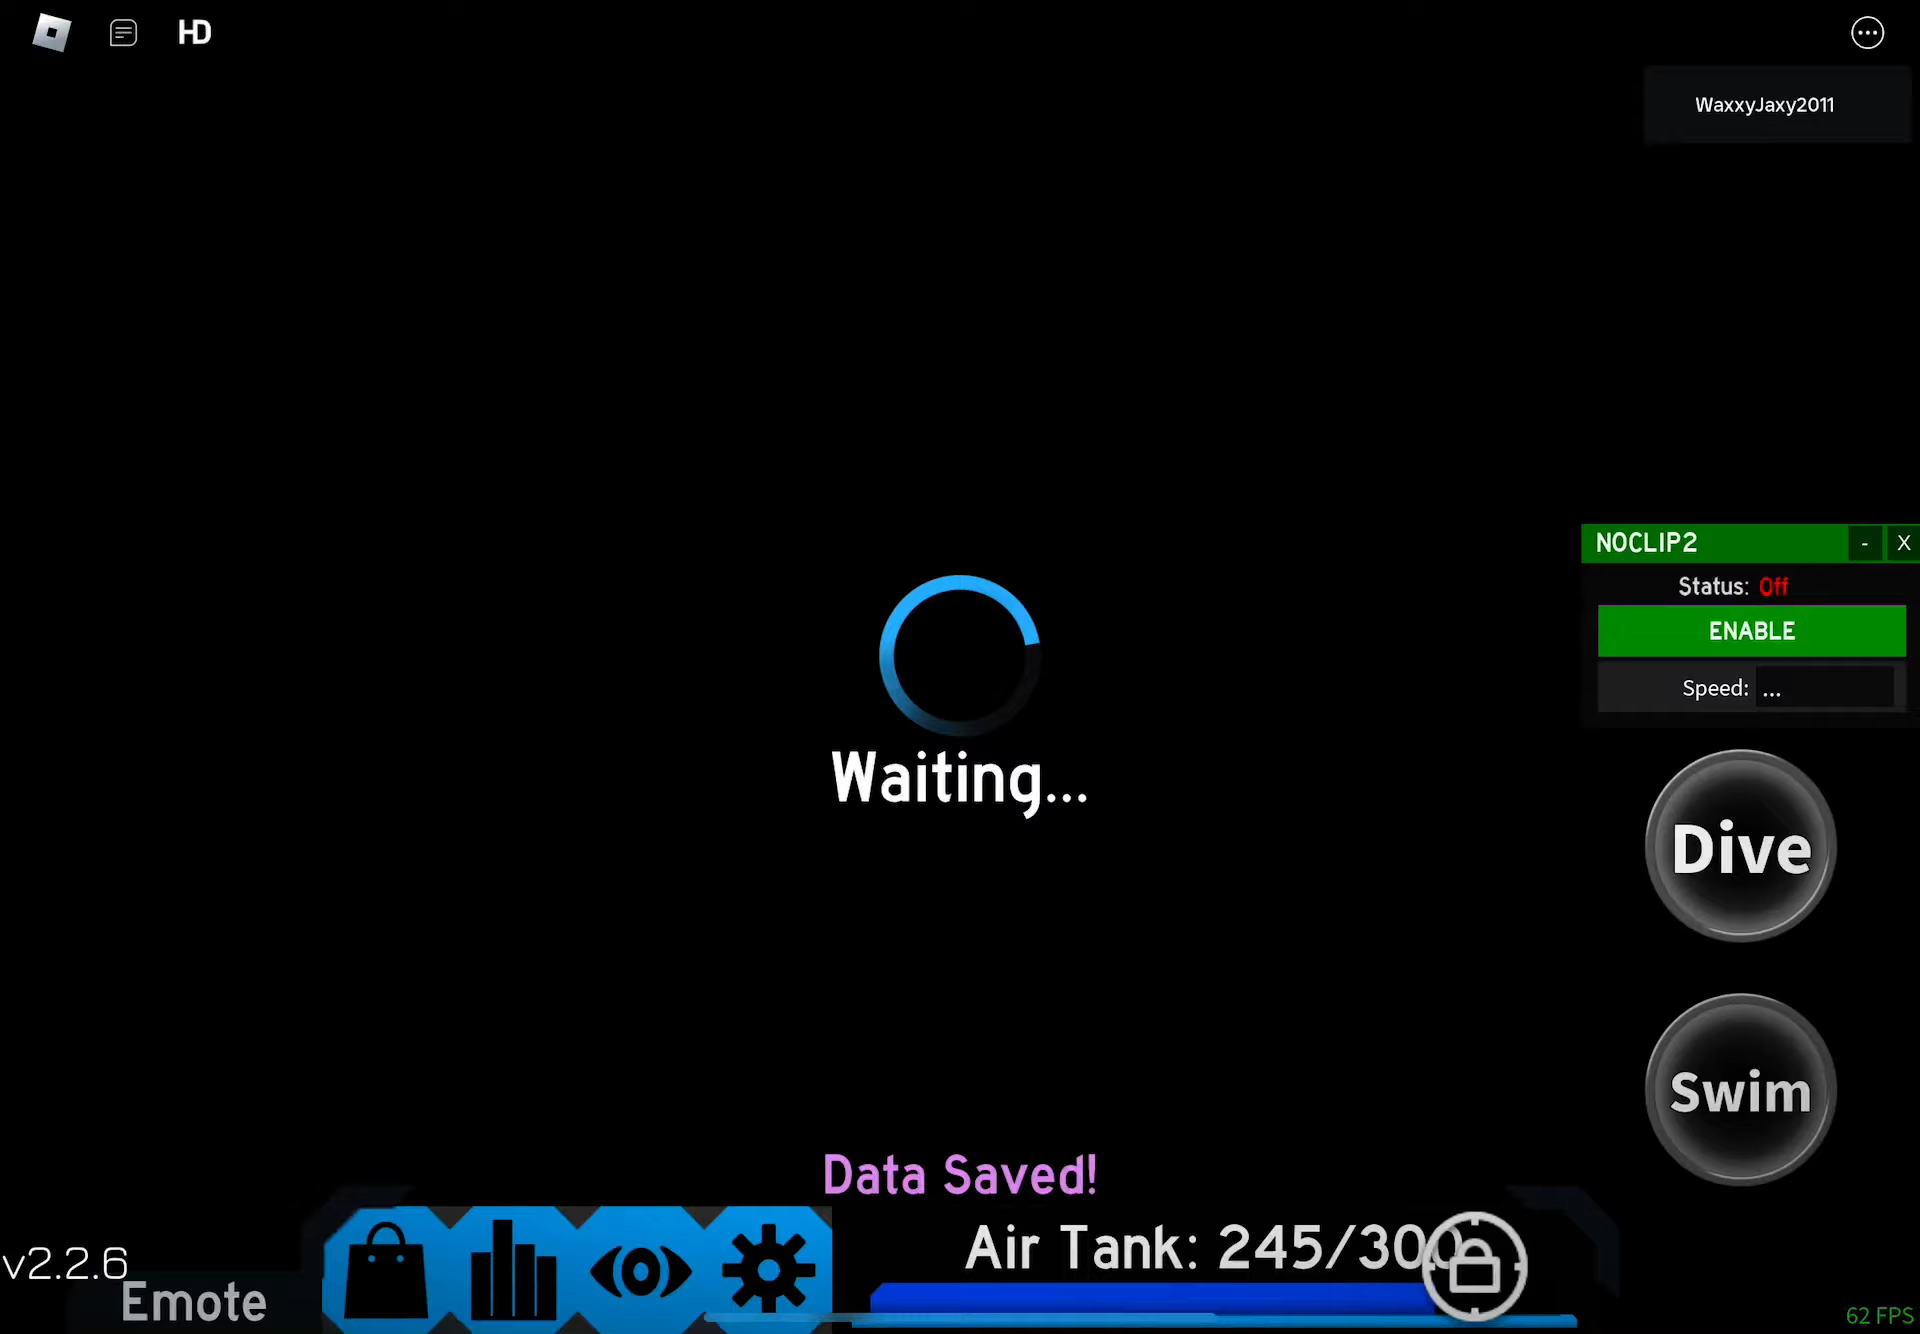 HD
WaxxyJaxy2011
NOCLIP2 - X
Status: Off
ENABLE
Speed: ...
Waiting...
Dive
Swim
Data Saved!
Air Tank: 245/300
v2.2.6
Emote
62 FPS